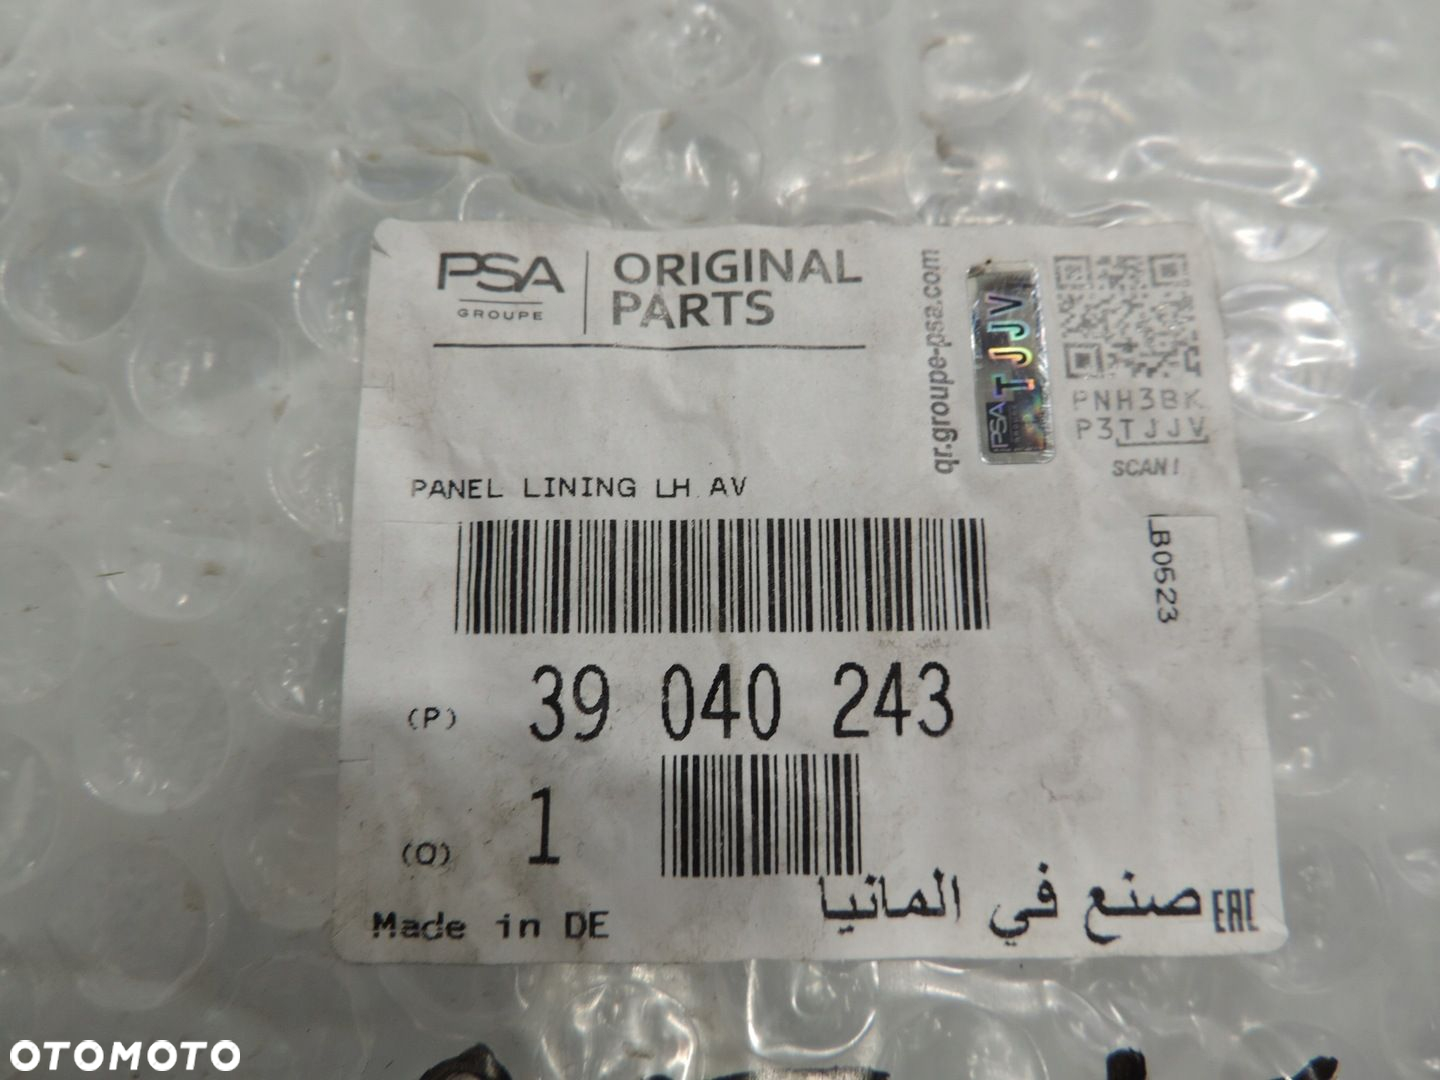 PSA
GROUPE
ORIGINAL
PARTS
qr.groupe-psa.com
PSA TJJV
PNH3BK
P3TJJV
SCAN!
PANEL LINING LH AV
LB0523
(P) 39 040 243
(Q) 1
Made in DE
صنع في المانيا
EAC
OTOMOTO